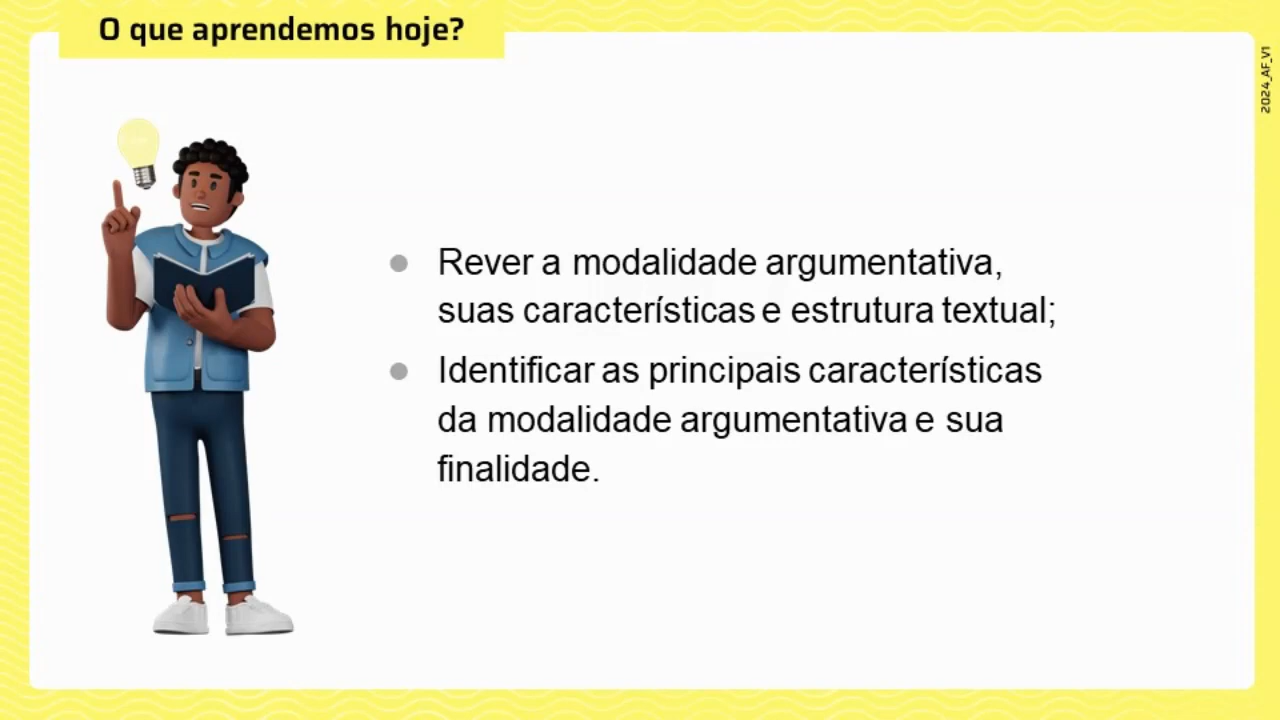 O que aprendemos hoje?
2024_AF_V1
● Rever a modalidade argumentativa,
suas características e estrutura textual;
● Identificar as principais características
da modalidade argumentativa e sua
finalidade.